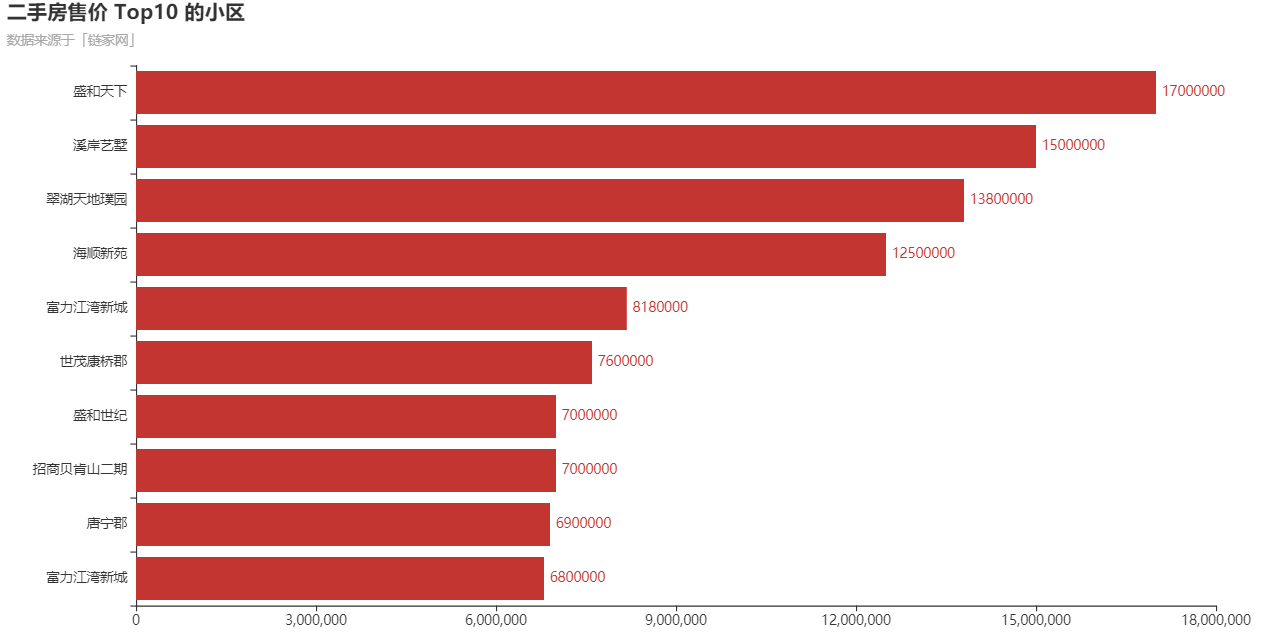 二手房售价 Top10 的小区
数据来源于「链家网」
盛和天下 17000000
溪岸艺墅 15000000
翠湖天地璞园 13800000
海顺新苑 12500000
富力江湾新城 8180000
世茂康桥郡 7600000
盛和世纪 7000000
招商贝肯山二期 7000000
唐宁郡 6900000
富力江湾新城 6800000
0 3,000,000 6,000,000 9,000,000 12,000,000 15,000,000 18,000,000